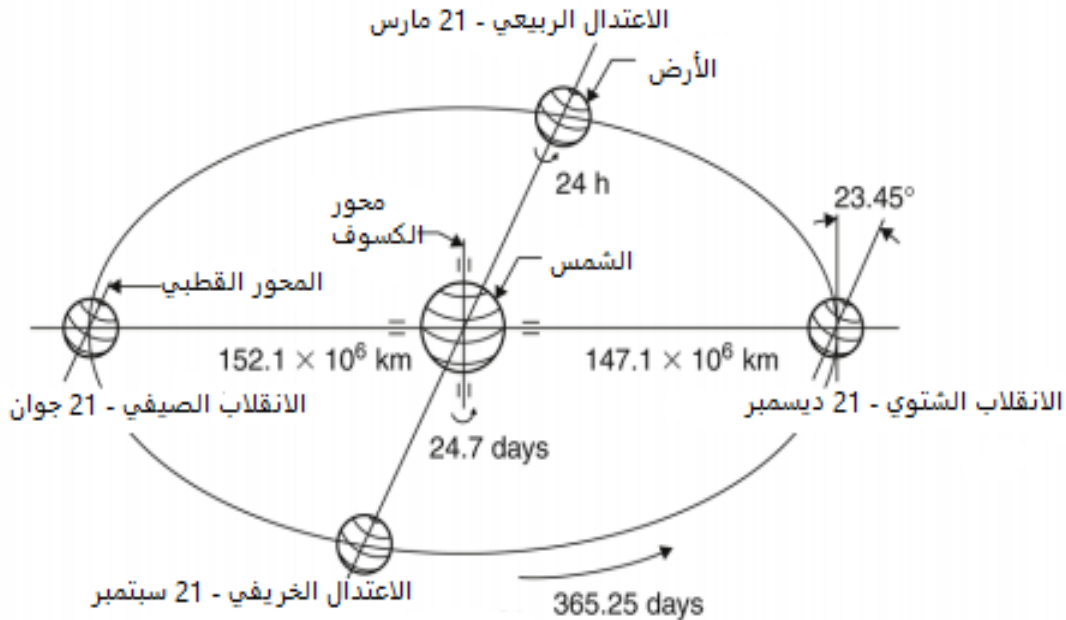 الاعتدال الربيعي - 21 مارس
الأرض
24 h
23.45°
محور
الكسوف
الشمس
المحور القطبي
152.1 × 10⁶ km
147.1 × 10⁶ km
الانقلاب الصيفي - 21 جوان
الانقلاب الشتوي - 21 ديسمبر
24.7 days
الاعتدال الخريفي - 21 سبتمبر
365.25 days